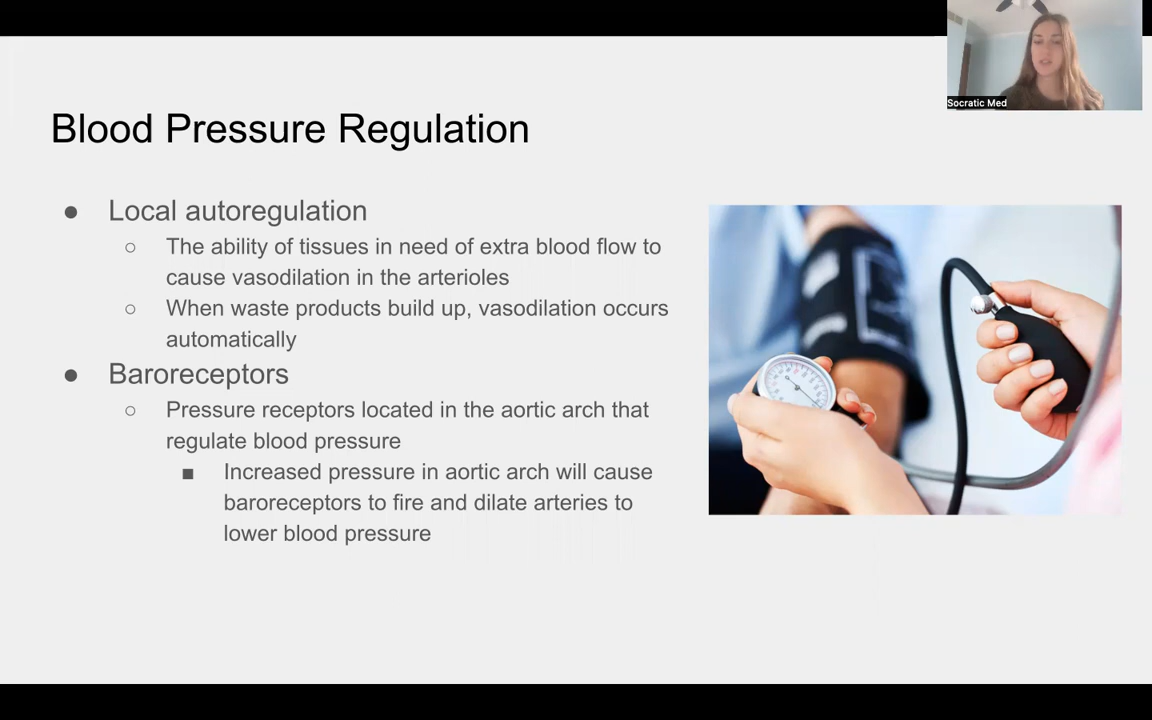 Socratic Med
Blood Pressure Regulation
● Local autoregulation
○ The ability of tissues in need of extra blood flow to
cause vasodilation in the arterioles
○ When waste products build up, vasodilation occurs
automatically
● Baroreceptors
○ Pressure receptors located in the aortic arch that
regulate blood pressure
■ Increased pressure in aortic arch will cause
baroreceptors to fire and dilate arteries to
lower blood pressure